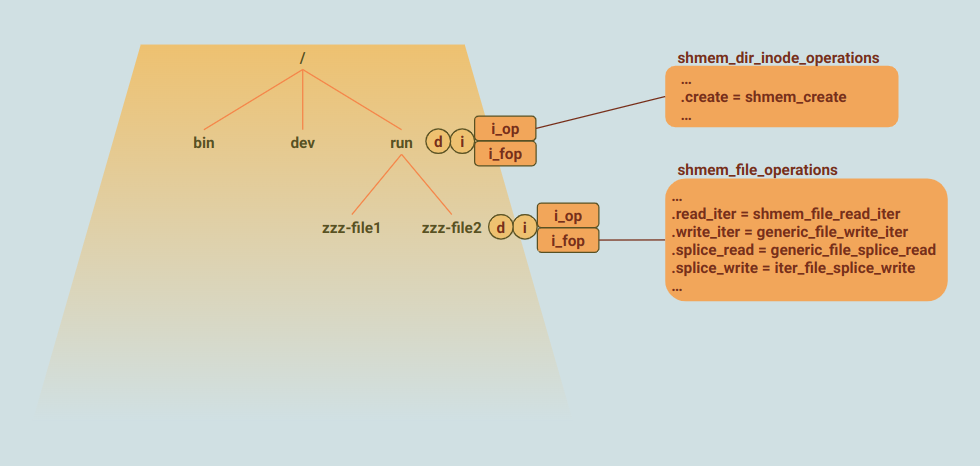 /
bin
dev
run
d
i
i_op
i_fop
zzz-file1
zzz-file2
d
i
i_op
i_fop
shmem_dir_inode_operations
...
.create = shmem_create
...
shmem_file_operations
...
.read_iter = shmem_file_read_iter
.write_iter = generic_file_write_iter
.splice_read = generic_file_splice_read
.splice_write = iter_file_splice_write
...